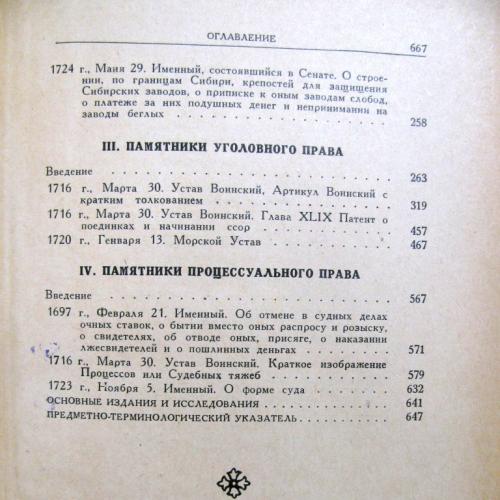 ОГЛАВЛЕНИЕ 667
1724 г., Маия 29. Именный, состоявшийся в Сенате. О строе-
нии, по границам Сибири, крепостей для защищения
Сибирских заводов, о приписке к оным заводам слобод,
о платеже за них подушных денег и непринимании на
заводы беглых . . . . . . . . . . . . . . . . . 258
III. ПАМЯТНИКИ УГОЛОВНОГО ПРАВА
Введение . . . . . . . . . . . . . . . . . . . . 263
1716 г., Марта 30. Устав Воинский, Артикул Воинский с
кратким толкованием . . . . . . . . . . . . . . 319
1716 г., Марта 30. Устав Воинский. Глава XLIX Патент о
поединках и начинании ссор . . . . . . . . . . . 457
1720 г., Генваря 13. Морской Устав . . . . . . . . . 467
IV. ПАМЯТНИКИ ПРОЦЕССУАЛЬНОГО ПРАВА
Введение . . . . . . . . . . . . . . . . . . . . 567
1697 г., Февраля 21. Именный. Об отмене в судных делах
очных ставок, о бытии вместо оных распросу и розыску,
о свидетелях, об отводе оных, присяге, о наказании
лжесвидетелей и о пошлинных деньгах . . . . . . . 571
1716 г., Марта 30. Устав Воинский. Краткое изображение
Процессов или Судебных тяжеб . . . . . . . . . . 579
1723 г., Ноября 5. Именный. О форме суда . . . . . . 632
ОСНОВНЫЕ ИЗДАНИЯ И ИССЛЕДОВАНИЯ . . . . . . . . 641
ПРЕДМЕТНО-ТЕРМИНОЛОГИЧЕСКИЙ УКАЗАТЕЛЬ . . . . . . 647